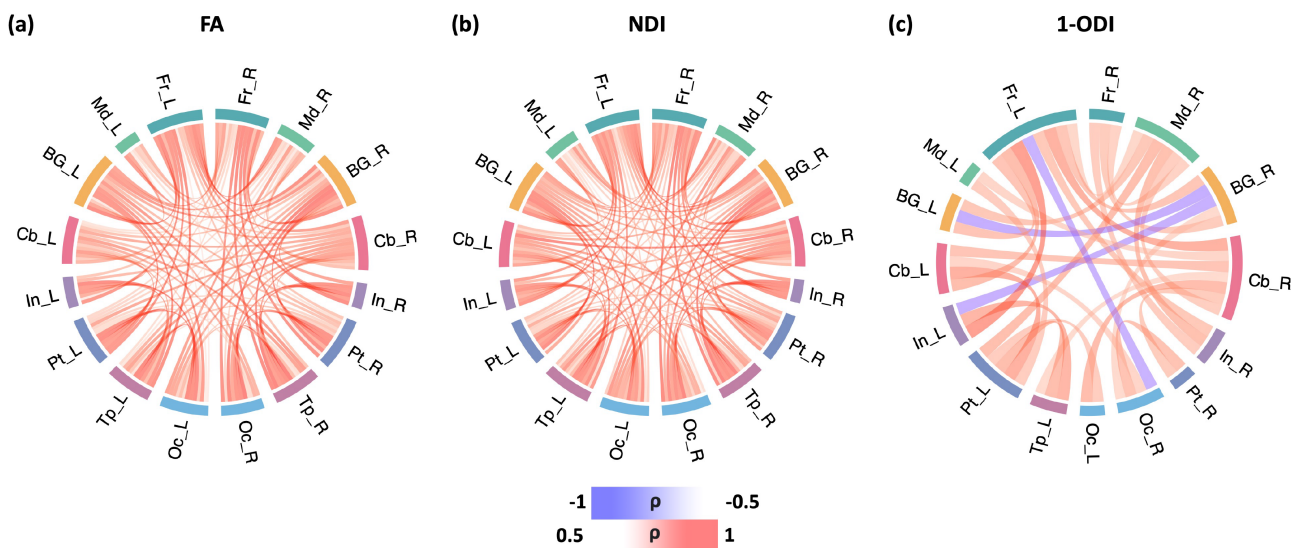 (a) FA
Fr_L
Fr_R
Md_L
Md_R
BG_L
BG_R
Cb_L
Cb_R
In_L
In_R
Pt_L
Pt_R
Tp_L
Tp_R
Oc_L
Oc_R
(b) NDI
Fr_L
Fr_R
Md_L
Md_R
BG_L
BG_R
Cb_L
Cb_R
In_L
In_R
Pt_L
Pt_R
Tp_L
Tp_R
Oc_L
Oc_R
(c) 1-ODI
Fr_L
Fr_R
Md_R
Md_L
BG_R
BG_L
Cb_L
Cb_R
In_L
In_R
Pt_L
Pt_R
Tp_L
Oc_L
Oc_R
-1 ρ -0.5
0.5 ρ 1